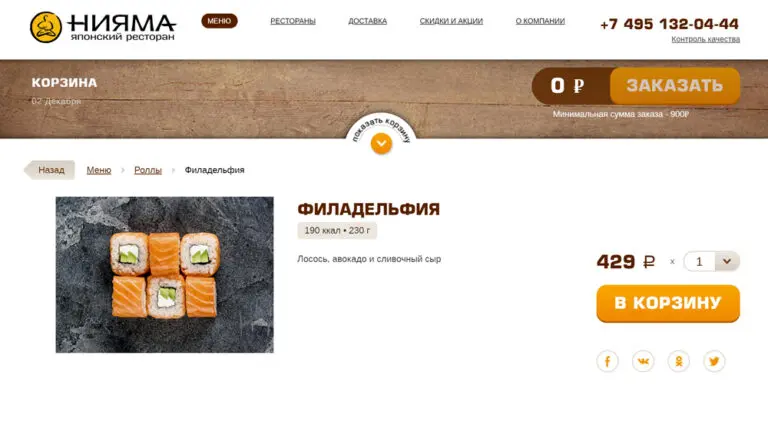 НИЯМА
японский ресторан
МЕНЮ
РЕСТОРАНЫ
ДОСТАВКА
СКИДКИ И АКЦИИ
О КОМПАНИИ
+7 495 132-04-44
Контроль качества
КОРЗИНА
02 Декабря
0 ₽
ЗАКАЗАТЬ
Минимальная сумма заказа - 900₽
показать корзину
Назад
Меню
Роллы
Филадельфия
ФИЛАДЕЛЬФИЯ
190 ккал • 230 г
Лосось, авокадо и сливочный сыр
429 ₽ x 1
В КОРЗИНУ